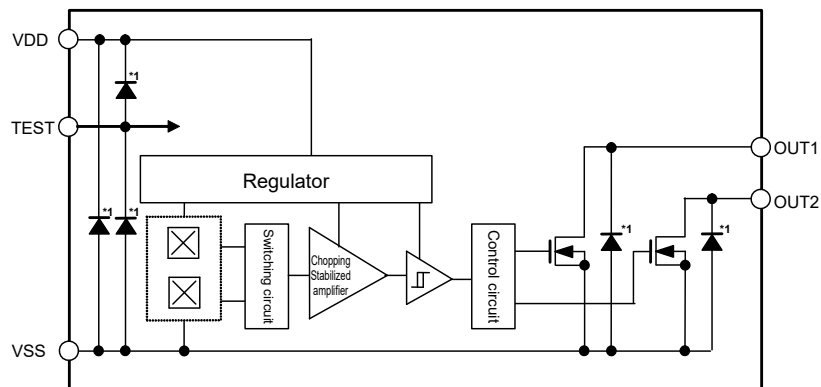 VDD
*1
TEST
OUT1
Regulator
OUT2
*1
*1
Switching circuit
Chopping
Stabilized
amplifier
Control circuit
*1
*1
VSS